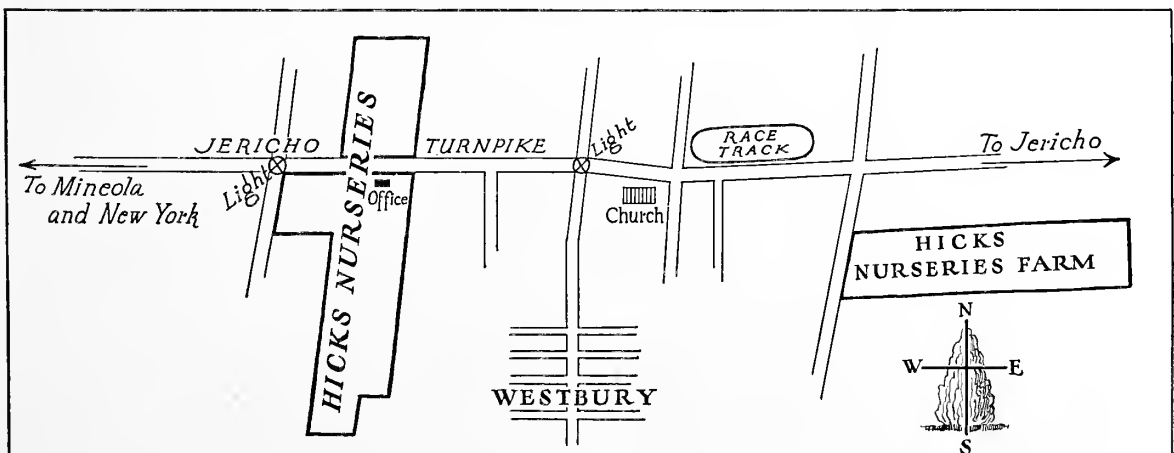 JERICHO TURNPIKE
Light
Light
To Mineola
and New York
HICKS NURSERIES
Office
Church
RACE
TRACK
To Jericho
HICKS
NURSERIES FARM
WESTBURY
N
W E
S